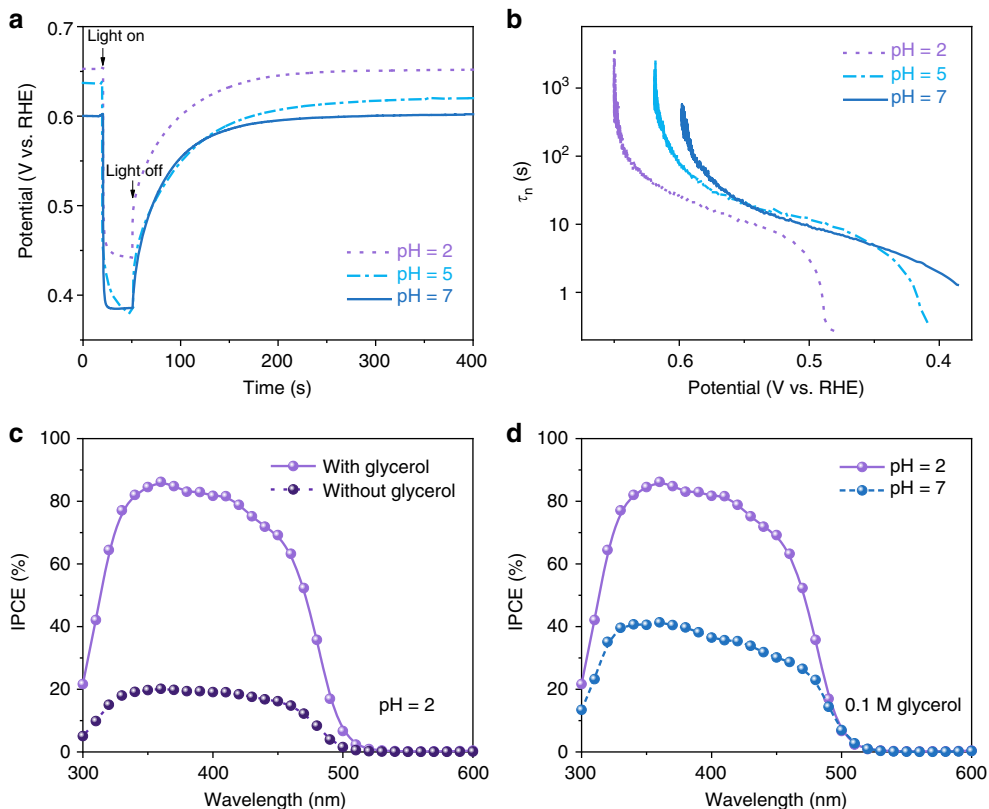 a
0.7
0.6
0.5
0.4
Potential (V vs. RHE)
Light on
Light off
pH = 2
pH = 5
pH = 7
0 100 200 300 400
Time (s)
b
10³
10²
10
1
τn (s)
pH = 2
pH = 5
pH = 7
0.6 0.5 0.4
Potential (V vs. RHE)
c
100
80
60
40
20
0
IPCE (%)
With glycerol
Without glycerol
pH = 2
300 400 500 600
Wavelength (nm)
d
100
80
60
40
20
0
IPCE (%)
pH = 2
pH = 7
0.1 M glycerol
300 400 500 600
Wavelength (nm)